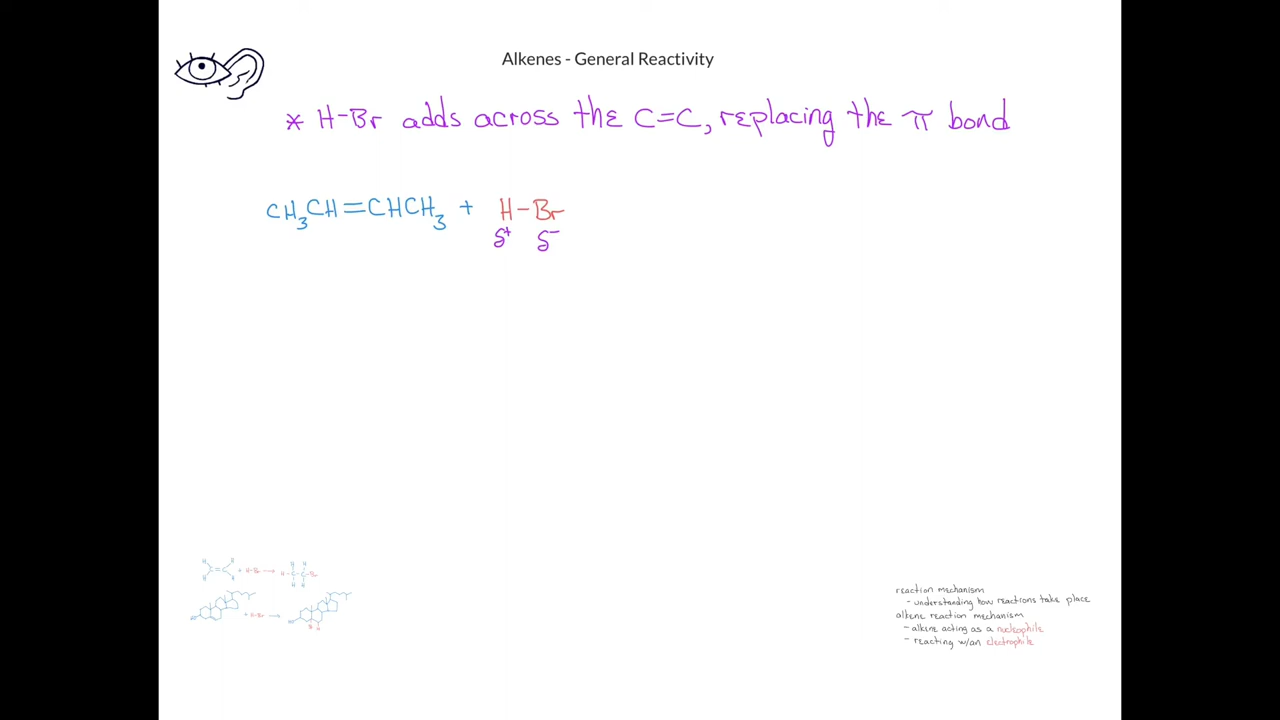 Alkenes - General Reactivity
* H-Br adds across the C=C, replacing the π bond
CH₃CH=CHCH₃ + H-Br
δ⁺ δ⁻
reaction mechanism
- understanding how reactions take place
alkene reaction mechanism
- alkene acting as a nucleophile
- reacting w/an electrophile